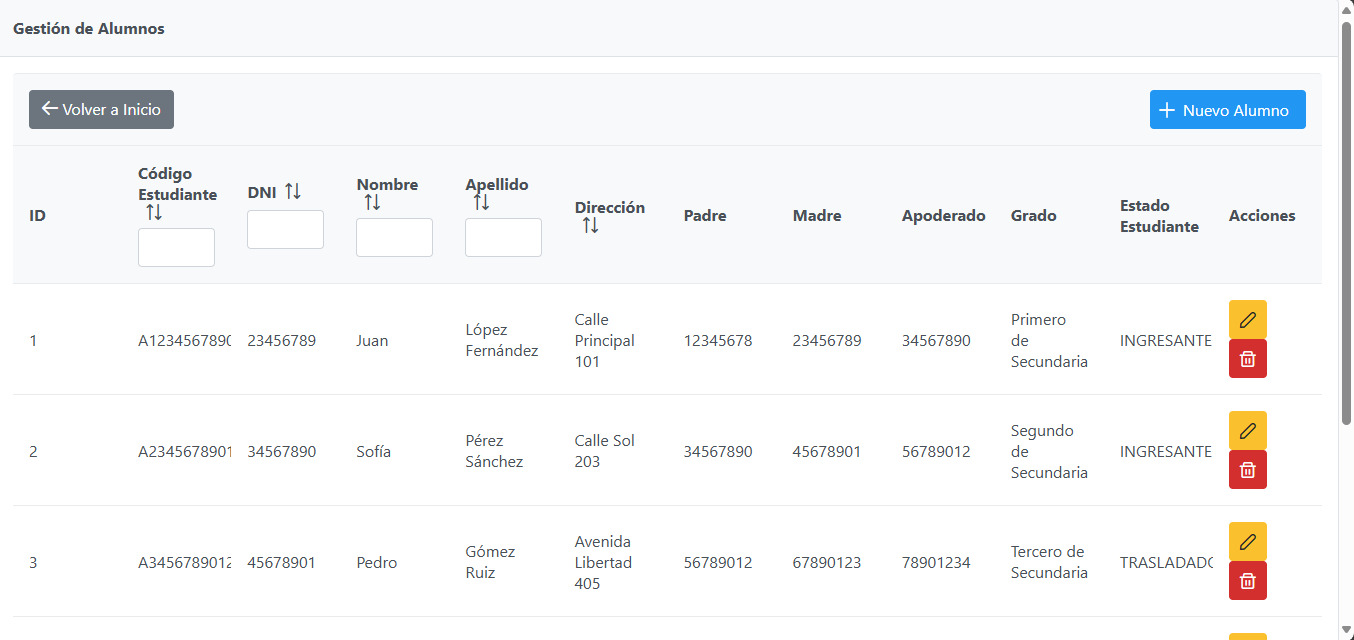 Gestión de Alumnos
Volver a Inicio
Nuevo Alumno
ID
Código
Estudiante
DNI
Nombre
Apellido
Dirección
Padre
Madre
Apoderado
Grado
Estado
Estudiante
Acciones
1
A1234567890
23456789
Juan
López
Fernández
Calle
Principal
101
12345678
23456789
34567890
Primero
de
Secundaria
INGRESANTE
2
A2345678901
34567890
Sofía
Pérez
Sánchez
Calle Sol
203
34567890
45678901
56789012
Segundo
de
Secundaria
INGRESANTE
3
A3456789012
45678901
Pedro
Gómez
Ruiz
Avenida
Libertad
405
56789012
67890123
78901234
Tercero de
Secundaria
TRASLADADO